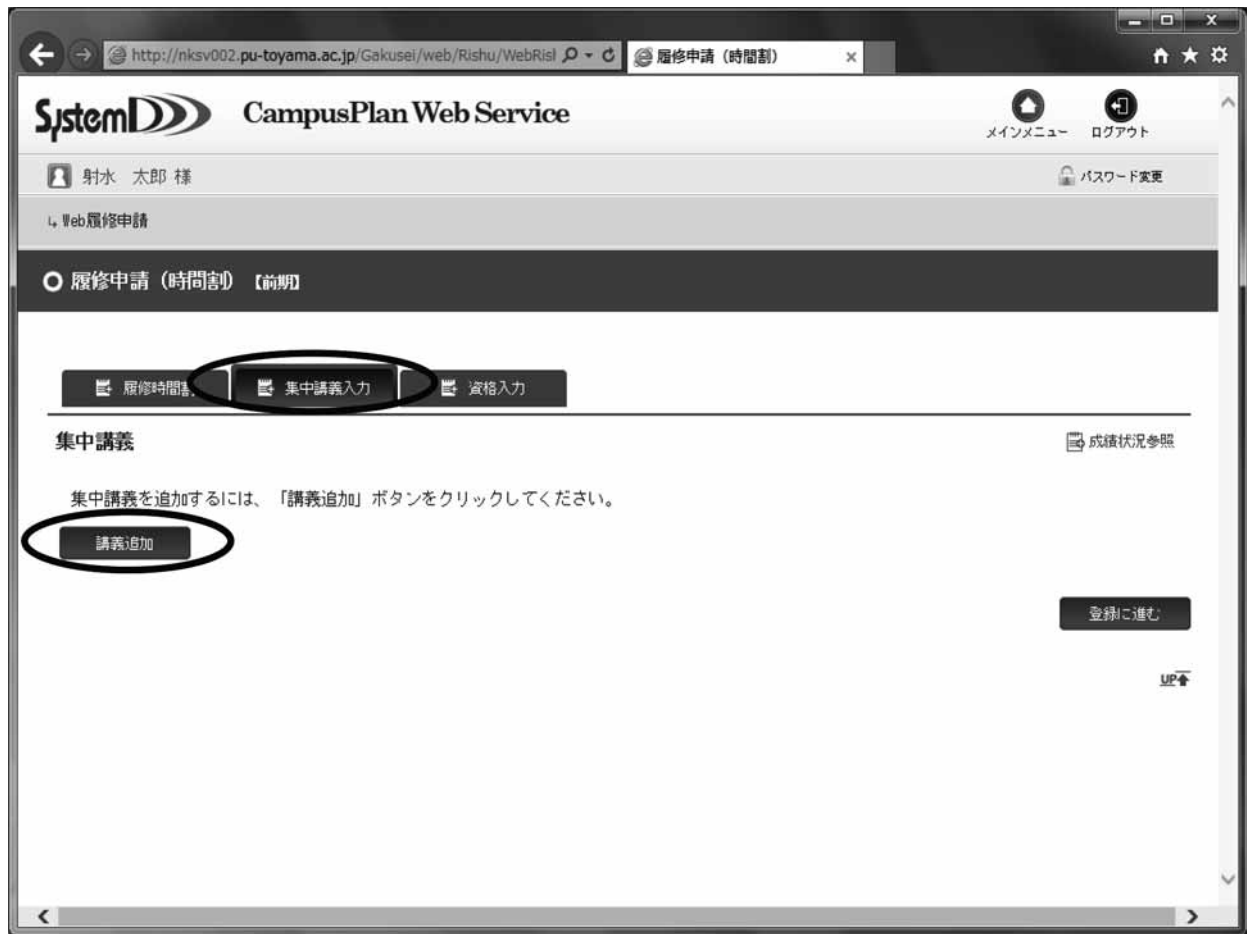 http://nksv002.pu-toyama.ac.jp/Gakusei/web/Rishu/WebRisl
履修申請（時間割）
SystemD
CampusPlan Web Service
メインメニュー
ログアウト
射水 太郎 様
パスワード変更
Web履修申請
履修申請（時間割）【前期】
履修時間
集中講義入力
資格入力
集中講義
成績状況参照
集中講義を追加するには、「講義追加」ボタンをクリックしてください。
講義追加
登録に進む
UP